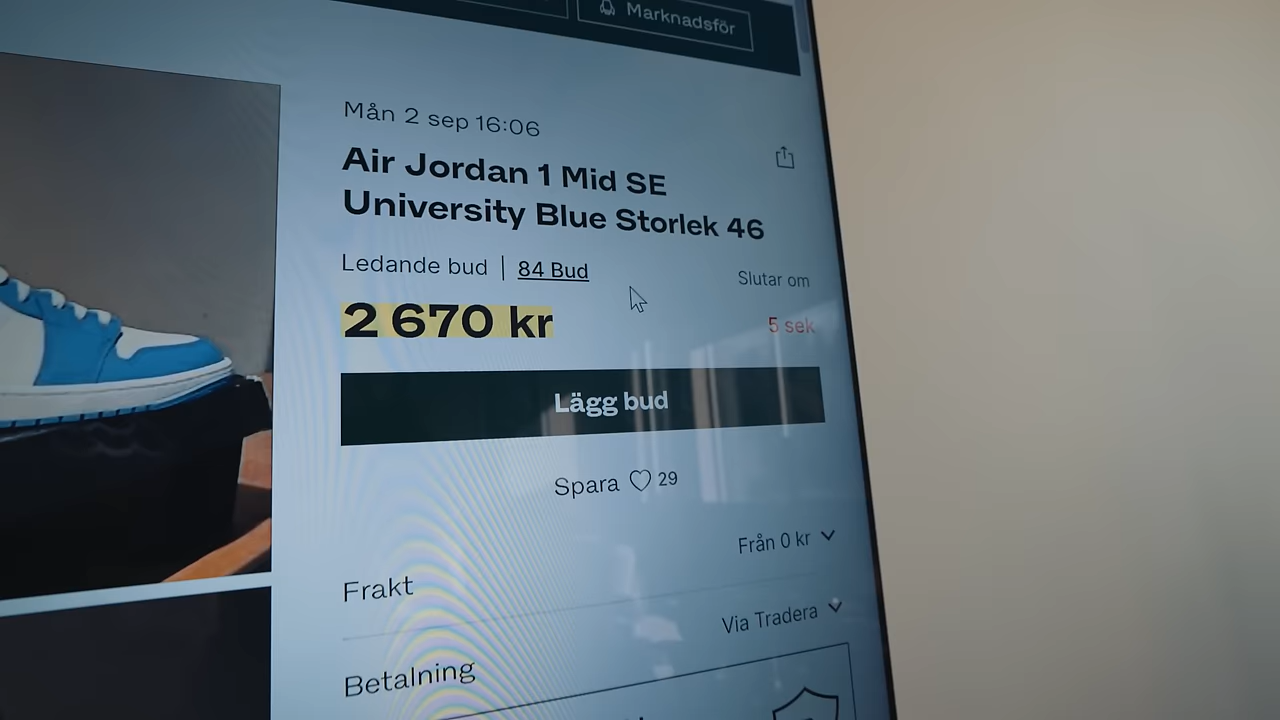 Marknadsför
Mån 2 sep 16:06
Air Jordan 1 Mid SE
University Blue Storlek 46
Ledande bud | 84 Bud
Slutar om
2 670 kr
5 sek
Lägg bud
Spara 29
Från 0 kr
Frakt
Via Tradera
Betalning